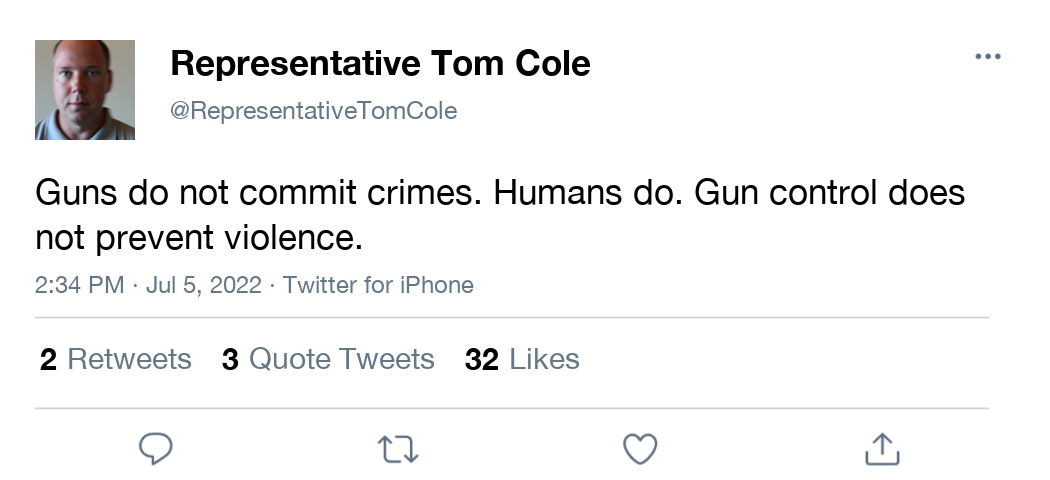 Representative Tom Cole
@RepresentativeTomCole
Guns do not commit crimes. Humans do. Gun control does
not prevent violence.
2:34 PM · Jul 5, 2022 · Twitter for iPhone
2 Retweets 3 Quote Tweets 32 Likes